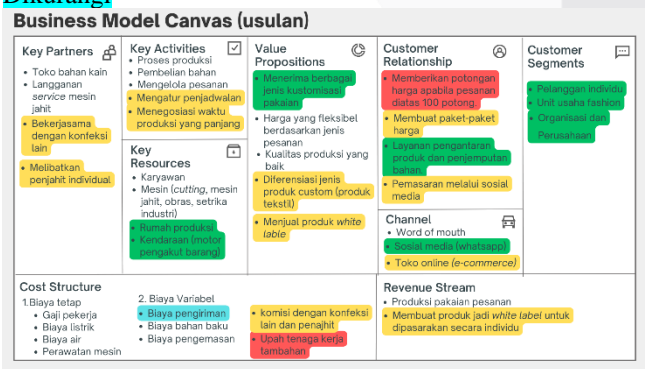 Dikurangi
Business Model Canvas (usulan)
Key Partners
• Toko bahan kain
• Langganan
service mesin
jahit
• Bekerjasama
dengan konfeksi
lain
• Melibatkan
penjahit individual
Key Activities
• Proses produksi
• Pembelian bahan
• Mengelola pesanan
• Mengatur penjadwalan
• Menegosiasi waktu
produksi yang panjang
Key
Resources
• Karyawan
• Mesin (cutting, mesin
jahit, obras, setrika
industri)
• Rumah produksi
• Kendaraan (motor
pengakut barang)
Value
Propositions
• Menerima berbagai
jenis kustomisasi
pakaian
• Harga yang fleksibel
berdasarkan jenis
pesanan
• Kualitas produksi yang
baik
• Diferensiasi jenis
produk custom (produk
tekstil)
• Menjual produk white
lable
Customer
Relationship
• Memberikan potongan
harga apabila pesanan
diatas 100 potong.
• Membuat paket-paket
harga
• Layanan pengantaran
produk dan penjemputan
bahan.
• Pemasaran melalui sosial
media
Channel
• Word of mouth
• Sosial media (whatsapp)
• Toko online (e-commerce)
Customer
Segments
• Pelanggan individu
• Unit usaha fashion
• Organisasi dan
Perusahaan
Cost Structure
1.Biaya tetap
• Gaji pekerja
• Biaya listrik
• Biaya air
• Perawatan mesin
2. Biaya Variabel
• Biaya pengiriman
• Biaya bahan baku
• Biaya pengemasan
• komisi dengan konfeksi
lain dan penajhit
• Upah tenaga kerja
tambahan
Revenue Stream
• Produksi pakaian pesanan
• Membuat produk jadi white label untuk
dipasarakan secara individu